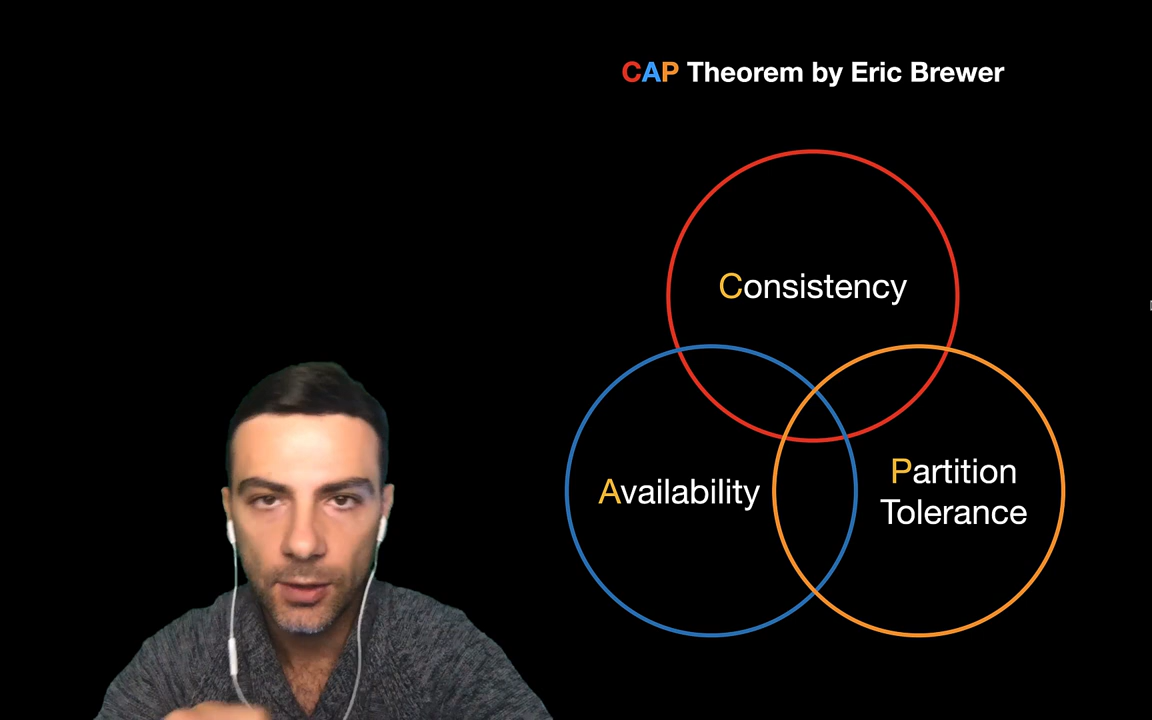 CAP Theorem by Eric Brewer
Consistency
Availability
Partition
Tolerance